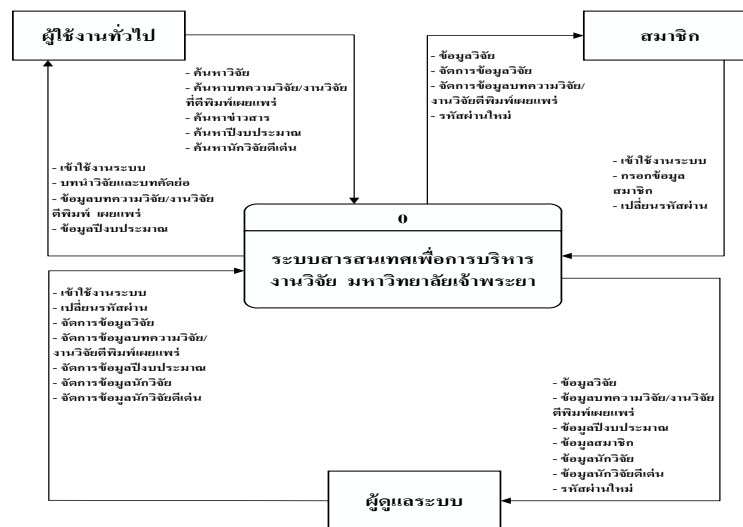 ผู้ใช้งานทั่วไป
สมาชิก
- ค้นหาวิจัย
- ค้นหาบทความวิจัย/งานวิจัย
ที่ตีพิมพ์เผยแพร่
- ค้นหาข่าวสาร
- ค้นหาปีงบประมาณ
- ค้นหานักวิจัยดีเด่น
- ข้อมูลวิจัย
- จัดการข้อมูลวิจัย
- จัดการข้อมูลบทความวิจัย/
งานวิจัยตีพิมพ์เผยแพร่
- รหัสผ่านใหม่
- เข้าใช้งานระบบ
- บทนำวิจัยและบทคัดย่อ
- ข้อมูลบทความวิจัย/งานวิจัย
ตีพิมพ์ เผยแพร่
- ข้อมูลปีงบประมาณ
- เข้าใช้งานระบบ
- กรอกข้อมูล
สมาชิก
- เปลี่ยนรหัสผ่าน
0
ระบบสารสนเทศเพื่อการบริหาร
งานวิจัย มหาวิทยาลัยเจ้าพระยา
- เข้าใช้งานระบบ
- เปลี่ยนรหัสผ่าน
- จัดการข้อมูลวิจัย
- จัดการข้อมูลบทความวิจัย/
งานวิจัยตีพิมพ์เผยแพร่
- จัดการข้อมูลปีงบประมาณ
- จัดการข้อมูลนักวิจัย
- จัดการข้อมูลนักวิจัยดีเด่น
- ข้อมูลวิจัย
- ข้อมูลบทความวิจัย/งานวิจัย
ตีพิมพ์เผยแพร่
- ข้อมูลปีงบประมาณ
- ข้อมูลสมาชิก
- ข้อมูลนักวิจัย
- ข้อมูลนักวิจัยดีเด่น
- รหัสผ่านใหม่
ผู้ดูแลระบบ